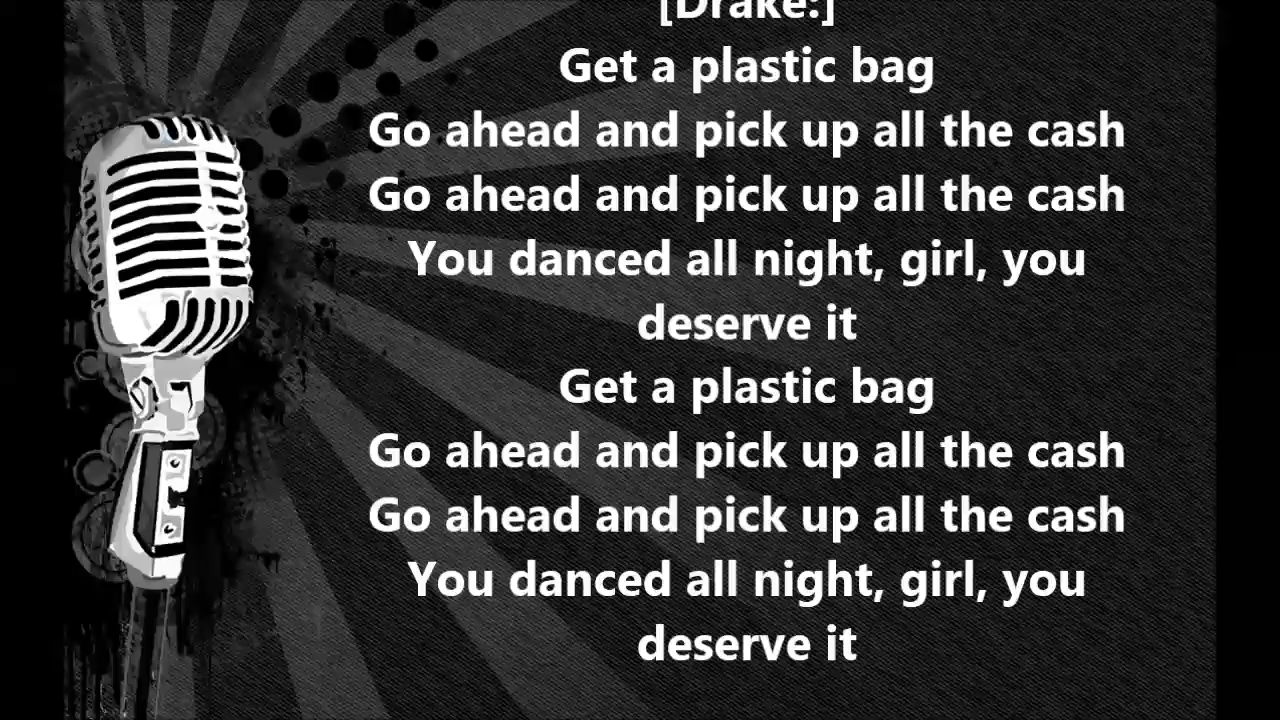 [Drake:]
Get a plastic bag
Go ahead and pick up all the cash
Go ahead and pick up all the cash
You danced all night, girl, you
deserve it
Get a plastic bag
Go ahead and pick up all the cash
Go ahead and pick up all the cash
You danced all night, girl, you
deserve it